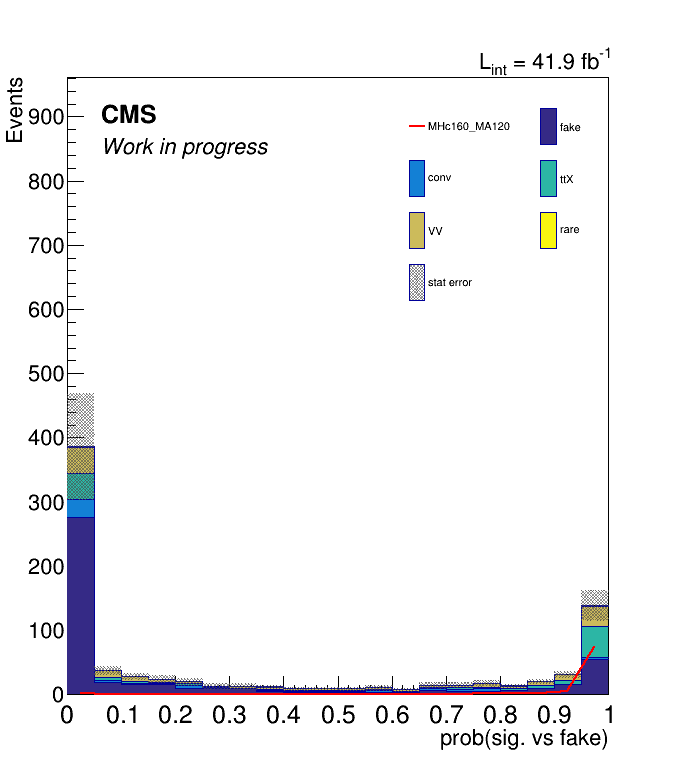 L_int = 41.9 fb^-1
Events
CMS
Work in progress
MHc160_MA120
fake
conv
ttX
VV
rare
stat error
900
800
700
600
500
400
300
200
100
0
0 0.1 0.2 0.3 0.4 0.5 0.6 0.7 0.8 0.9 1
prob(sig. vs fake)